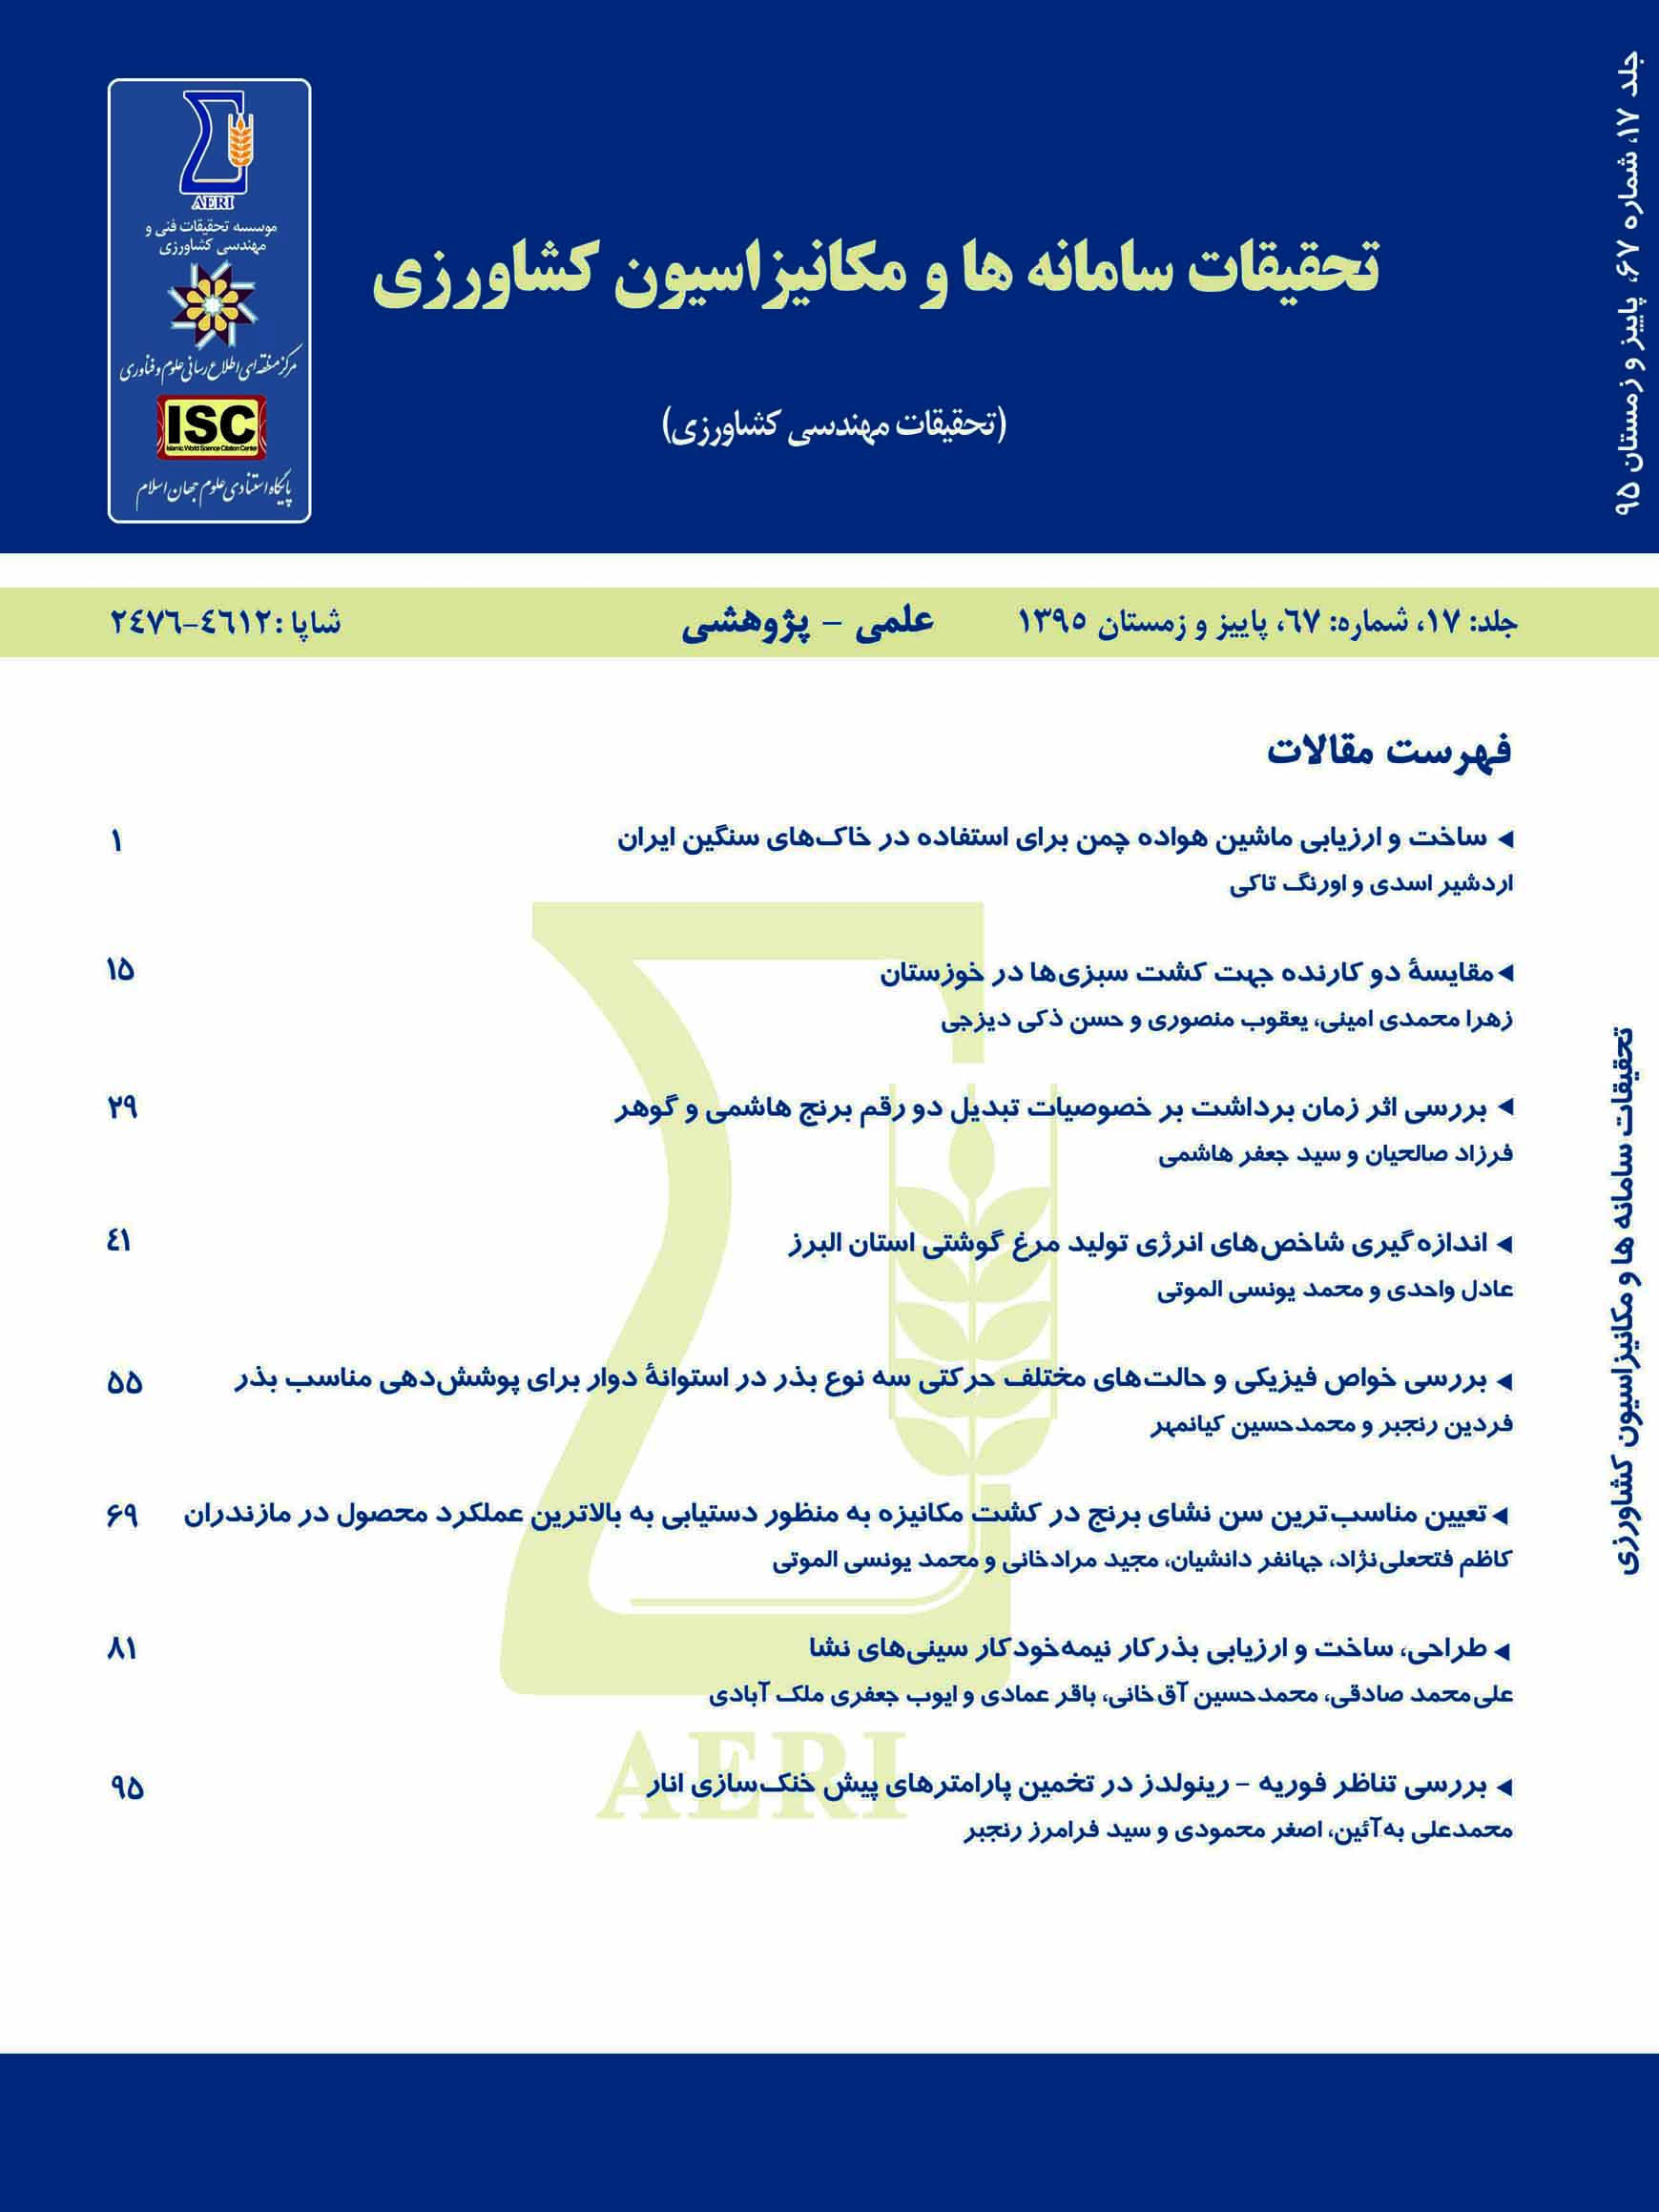 جلد ۱۷، شماره ۶۷، پاییز و زمستان ۹۵
AERI
موسسه تحقیقات فنی و
مهندسی کشاورزی
مرکز منطقه ای اطلاع رسانی علوم و فناوری
ISC
Islamic World Science Citation Center
پایگاه استنادی علوم جهان اسلام
تحقیقات سامانه ها و مکانیزاسیون کشاورزی
(تحقیقات مهندسی کشاورزی)
جلد: ۱۷، شماره: ۶۷، پاییز و زمستان ۱۳۹۵ علمی - پژوهشی شاپا :۴۶۱۲-۲۴۷۶
فهرست مقالات
◄ ساخت و ارزیابی ماشین هواده چمن برای استفاده در خاک‌های سنگین ایران ۱
اردشیر اسدی و اورنگ تاکی
◄ مقایسهٔ دو کارنده جهت کشت سبزی‌ها در خوزستان ۱۵
زهرا محمدی امینی، یعقوب منصوری و حسن ذکی دیزجی
◄ بررسی اثر زمان برداشت بر خصوصیات تبدیل دو رقم برنج هاشمی و گوهر ۲۹
فرزاد صالحیان و سید جعفر هاشمی
◄ اندازه‌گیری شاخص‌های انرژی تولید مرغ گوشتی استان البرز ۴۱
عادل واحدی و محمد یونسی الموتی
◄ بررسی خواص فیزیکی و حالت‌های مختلف حرکتی سه نوع بذر در استوانهٔ دوار برای پوشش‌دهی مناسب بذر ۵۵
فردین رنجبر و محمدحسین کیانمهر
◄ تعیین مناسب‌ترین سن نشای برنج در کشت مکانیزه به منظور دستیابی به بالاترین عملکرد محصول در مازندران ۶۹
کاظم فتحعلی‌نژاد، جهانفر دانشیان، مجید مرادخانی و محمد یونسی الموتی
◄ طراحی، ساخت و ارزیابی بذرکار نیمه‌خودکار سینی‌های نشا ۸۱
علی‌محمد صادقی، محمدحسین آق‌خانی، باقر عمادی و ایوب جعفری ملک آبادی
◄ بررسی تناظر فوریه - رینولدز در تخمین پارامترهای پیش خنک‌سازی انار ۹۵
محمدعلی به‌آئین، اصغر محمودی و سید فرامرز رنجبر
AERI
تحقیقات سامانه ها و مکانیزاسیون کشاورزی